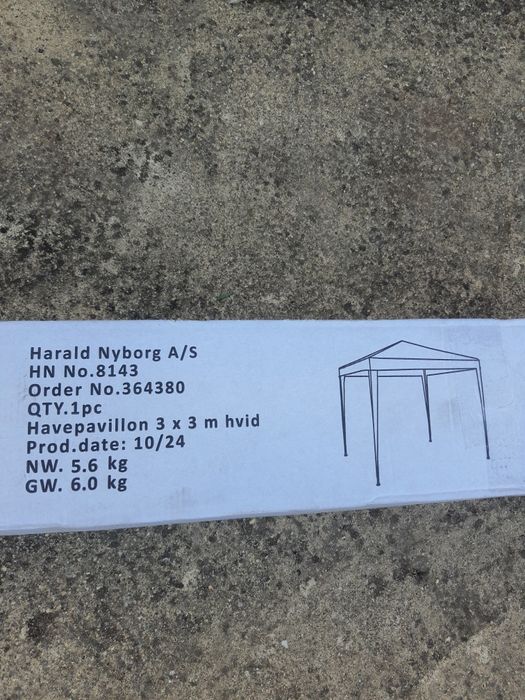 Harald Nyborg A/S
HN No.8143
Order No.364380
QTY.1pc
Havepavillon 3 x 3 m hvid
Prod.date: 10/24
NW. 5.6 kg
GW. 6.0 kg